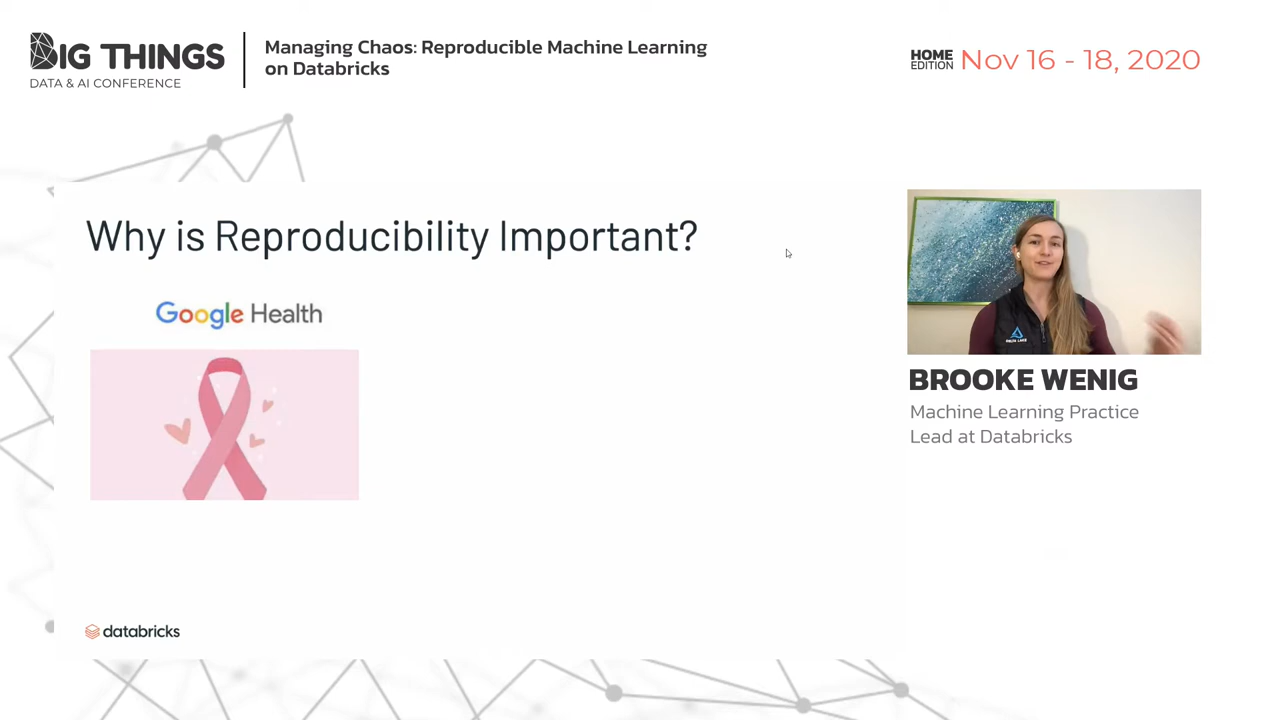 BIG THINGS
DATA & AI CONFERENCE
Managing Chaos: Reproducible Machine Learning
on Databricks
HOME
EDITION
Nov 16 - 18, 2020
Why is Reproducibility Important?
Google Health
BROOKE WENIG
Machine Learning Practice
Lead at Databricks
databricks